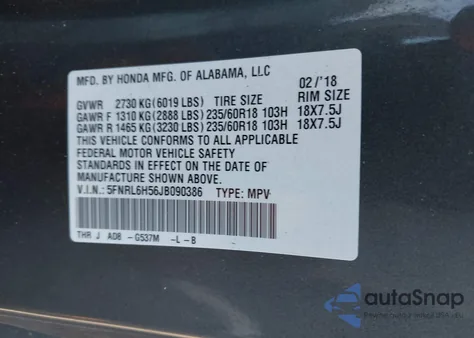 MFD. BY HONDA MFG. OF ALABAMA, LLC
02/'18
GVWR 2730 KG(6019 LBS) TIRE SIZE RIM SIZE
GAWR F 1310 KG(2888 LBS) 235/60R18 103H 18X7.5J
GAWR R 1465 KG(3230 LBS) 235/60R18 103H 18X7.5J
THIS VEHICLE CONFORMS TO ALL APPLICABLE
FEDERAL MOTOR VEHICLE SAFETY
STANDARDS IN EFFECT ON THE DATE OF
MANUFACTURE SHOWN ABOVE.
V.I.N.: 5FNRL6H56JB090386 TYPE: MPV
THR J AD8 -G537M -L-B
autoSnap